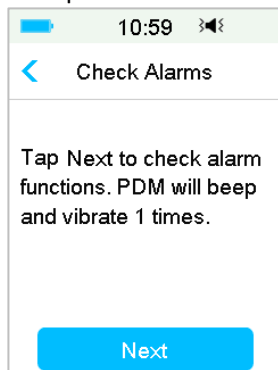 10:59
Check Alarms
Tap Next to check alarm
functions. PDM will beep
and vibrate 1 times.
Next